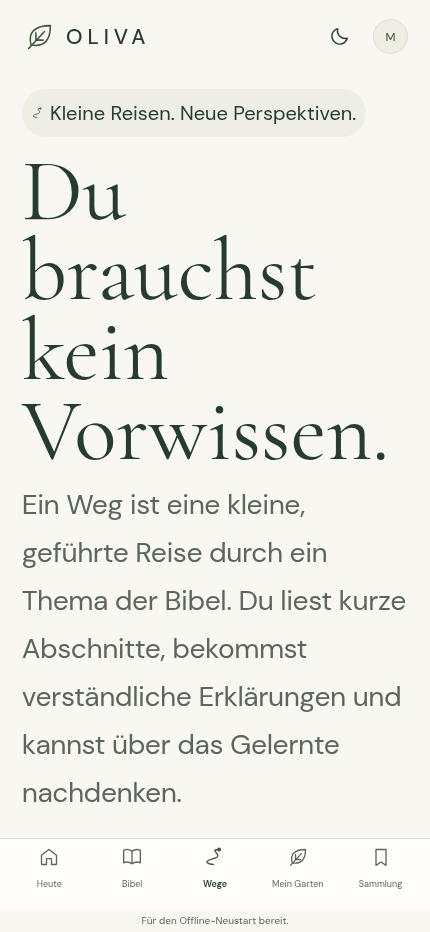 OLIVA
M
Kleine Reisen. Neue Perspektiven.
Du
brauchst
kein
Vorwissen.
Ein Weg ist eine kleine,
geführte Reise durch ein
Thema der Bibel. Du liest kurze
Abschnitte, bekommst
verständliche Erklärungen und
kannst über das Gelernte
nachdenken.
Heute
Bibel
Wege
Mein Garten
Sammlung
Für den Offline-Neustart bereit.